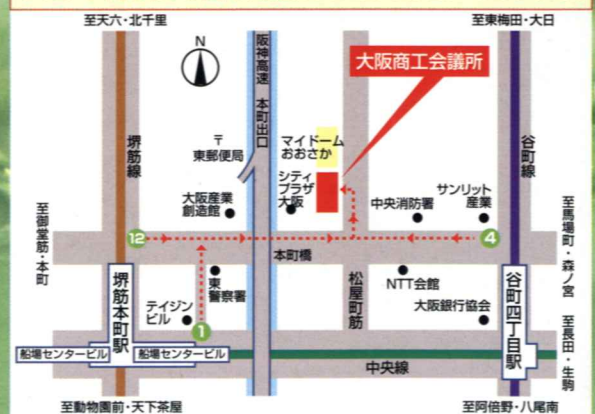 至天六・北千里
至東梅田・大日
N
阪神高速 本町出口
大阪商工会議所
堺筋線
谷町線
〒
東郵便局
マイドーム
おおさか
大阪産業
創造館
シティ
プラザ
大阪
中央消防署
サンリット
産業
至御堂筋・本町
至馬場町・森ノ宮
12
4
本町橋
堺筋本町駅
東
警察署
松屋町筋
NTT会館
谷町四丁目駅
テイジン
ビル
大阪銀行協会
1
至長田・生駒
船場センタービル
船場センタービル
中央線
至動物園前・天下茶屋
至阿倍野・八尾南